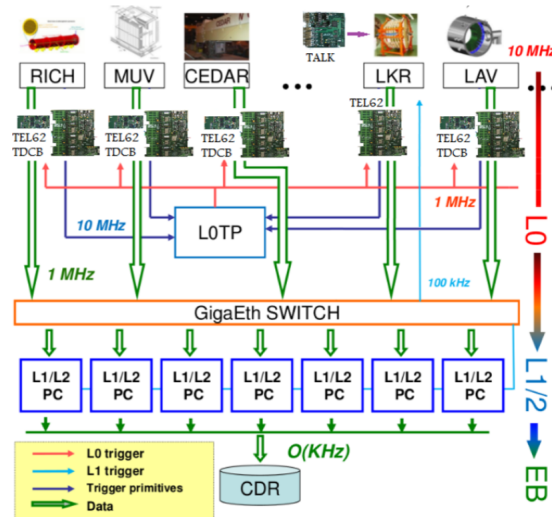 TALK
10 MHz
RICH
MUV
CEDAR
...
LKR
LAV
...
TEL62
TDCB
TEL62
TDCB
TEL62
TDCB
TEL62
TEL62
TDCB
1 MHz
L0
10 MHz
L0TP
1 MHz
100 kHz
GigaEth SWITCH
L1/L2
PC
L1/L2
PC
L1/L2
PC
L1/L2
PC
L1/L2
PC
L1/L2
PC
L1/L2
PC
L1/2
O(KHz)
EB
CDR
L0 trigger
L1 trigger
Trigger primitives
Data